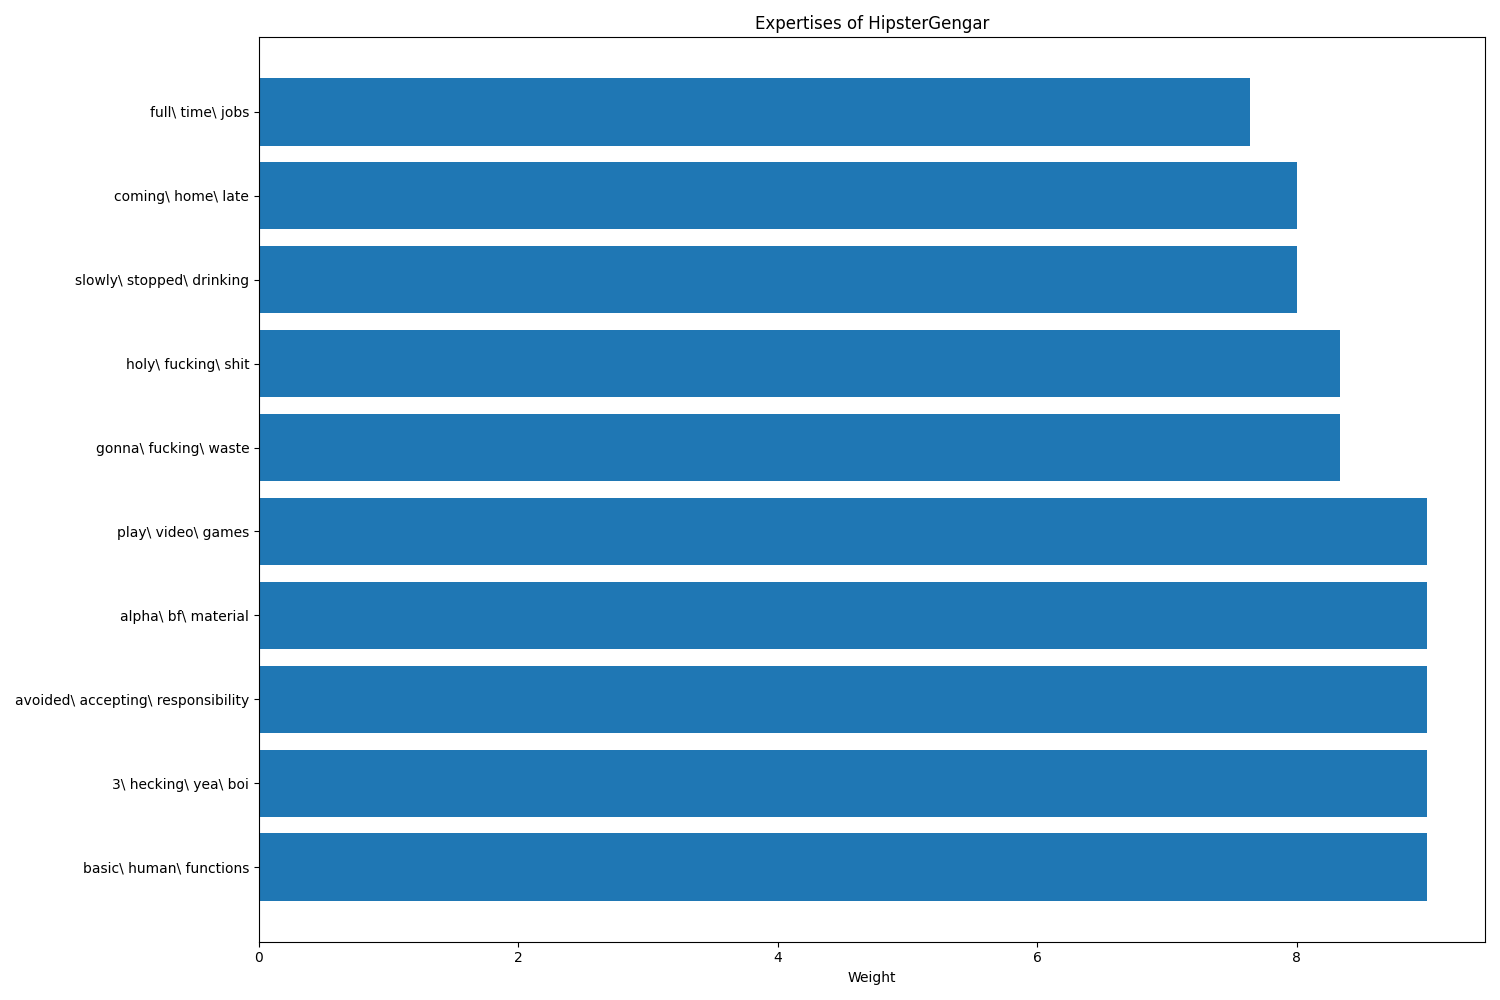 Expertises of HipsterGengar
full\ time\ jobs
coming\ home\ late
slowly\ stopped\ drinking
holy\ fucking\ shit
gonna\ fucking\ waste
play\ video\ games
alpha\ bf\ material
avoided\ accepting\ responsibility
3\ hecking\ yea\ boi
basic\ human\ functions
0 2 4 6 8
Weight